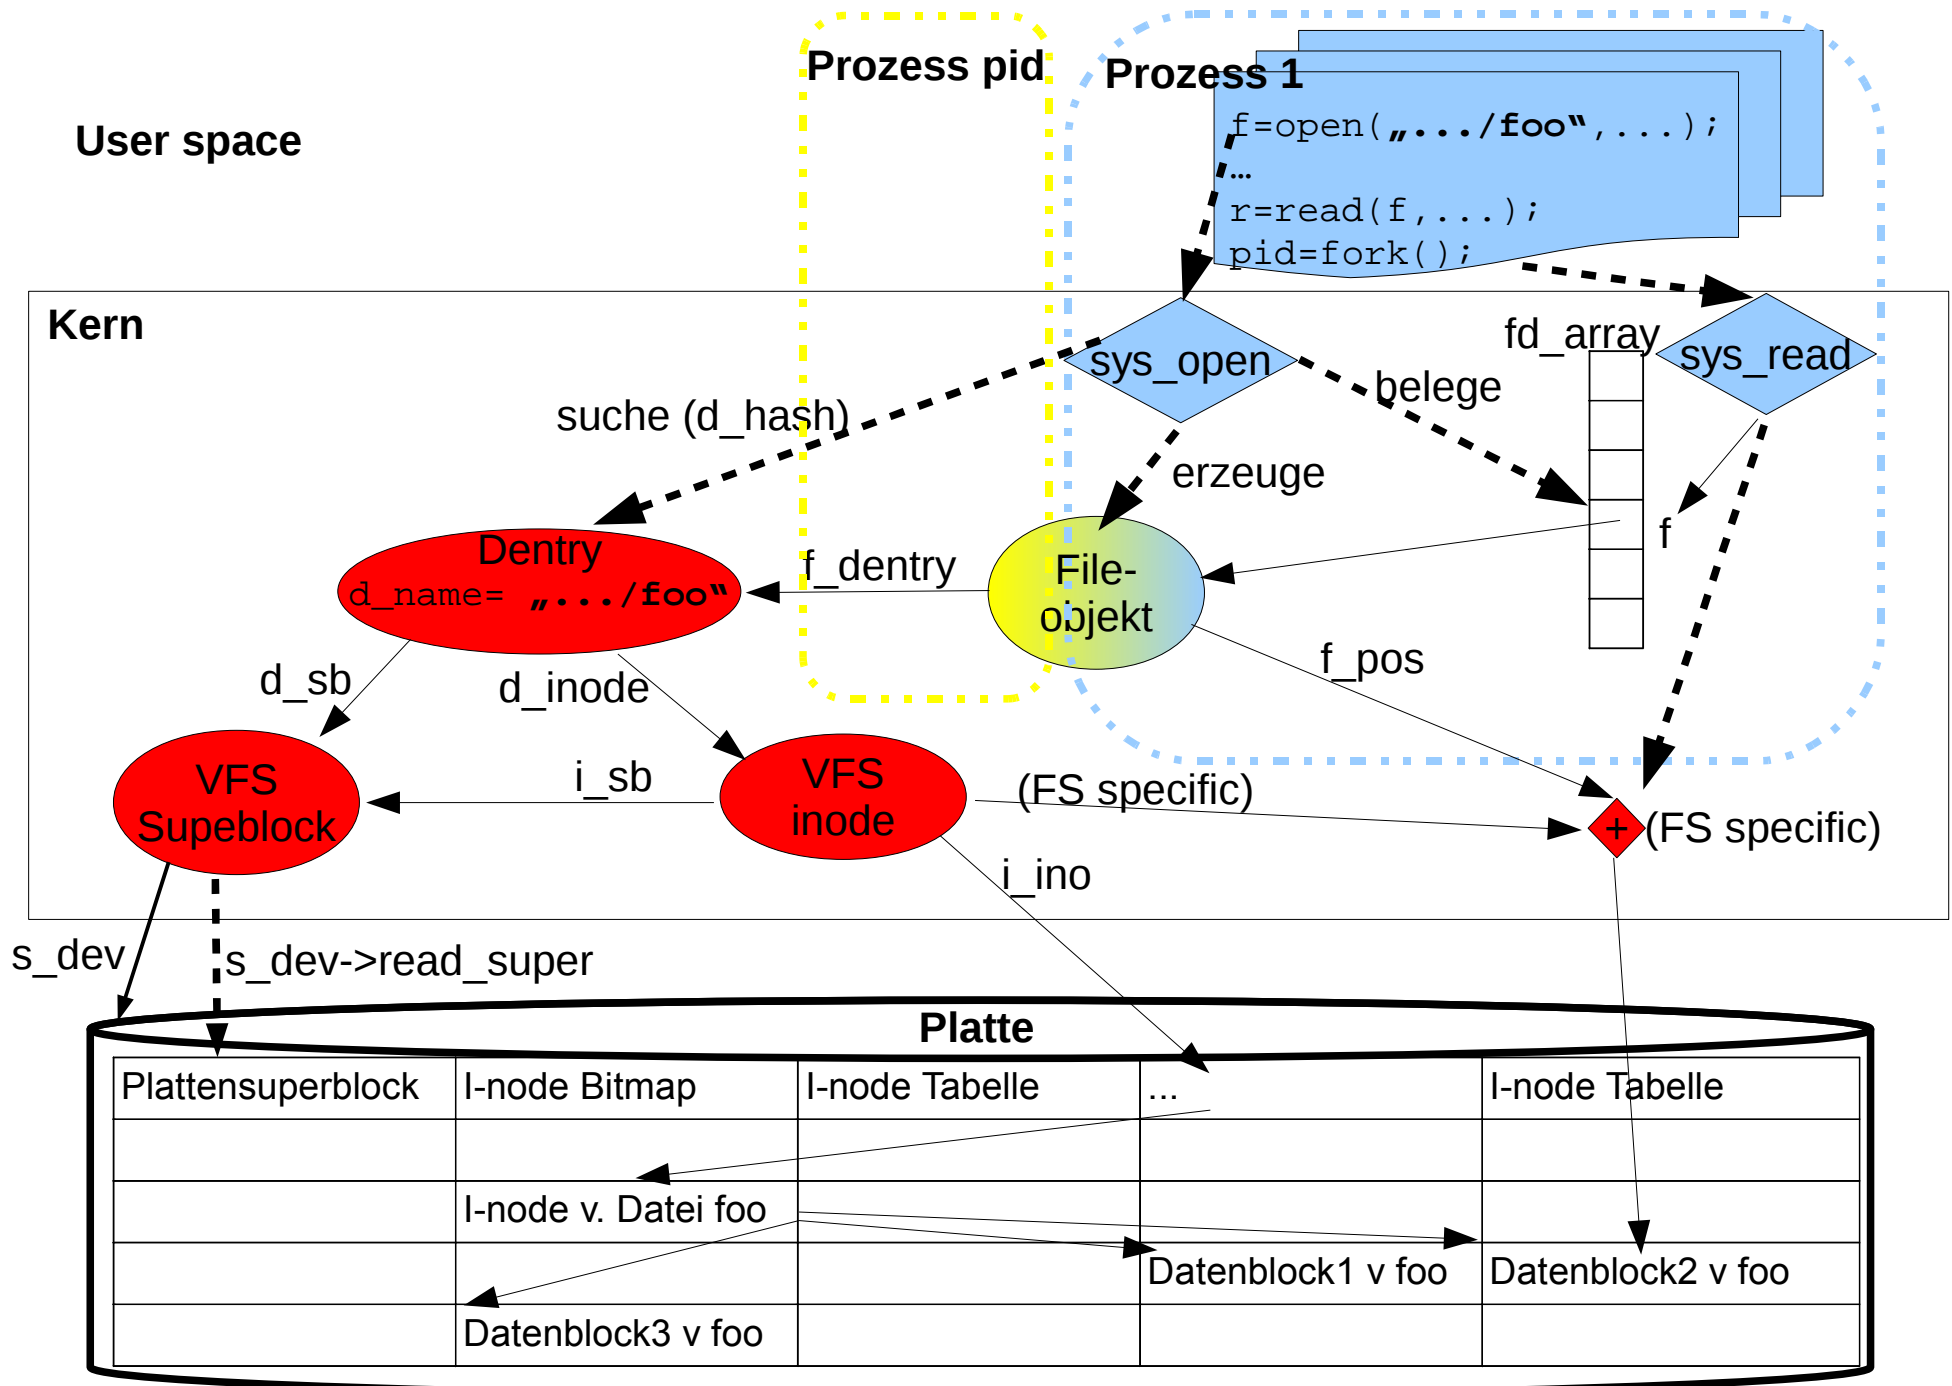 Prozess pid
Prozess 1
User space
f=open(„.../foo“,...);
…
r=read(f,...);
pid=fork();
Kern
fd_array
sys_open
sys_read
belege
suche (d_hash)
erzeuge
f
Dentry
d_name= „.../foo“
f_dentry
File-
objekt
f_pos
d_sb
d_inode
VFS
Supeblock
i_sb
VFS
inode
(FS specific)
+
(FS specific)
i_ino
s_dev
s_dev->read_super
Platte
Plattensuperblock
I-node Bitmap
I-node Tabelle
...
I-node Tabelle
I-node v. Datei foo
Datenblock1 v foo
Datenblock2 v foo
Datenblock3 v foo